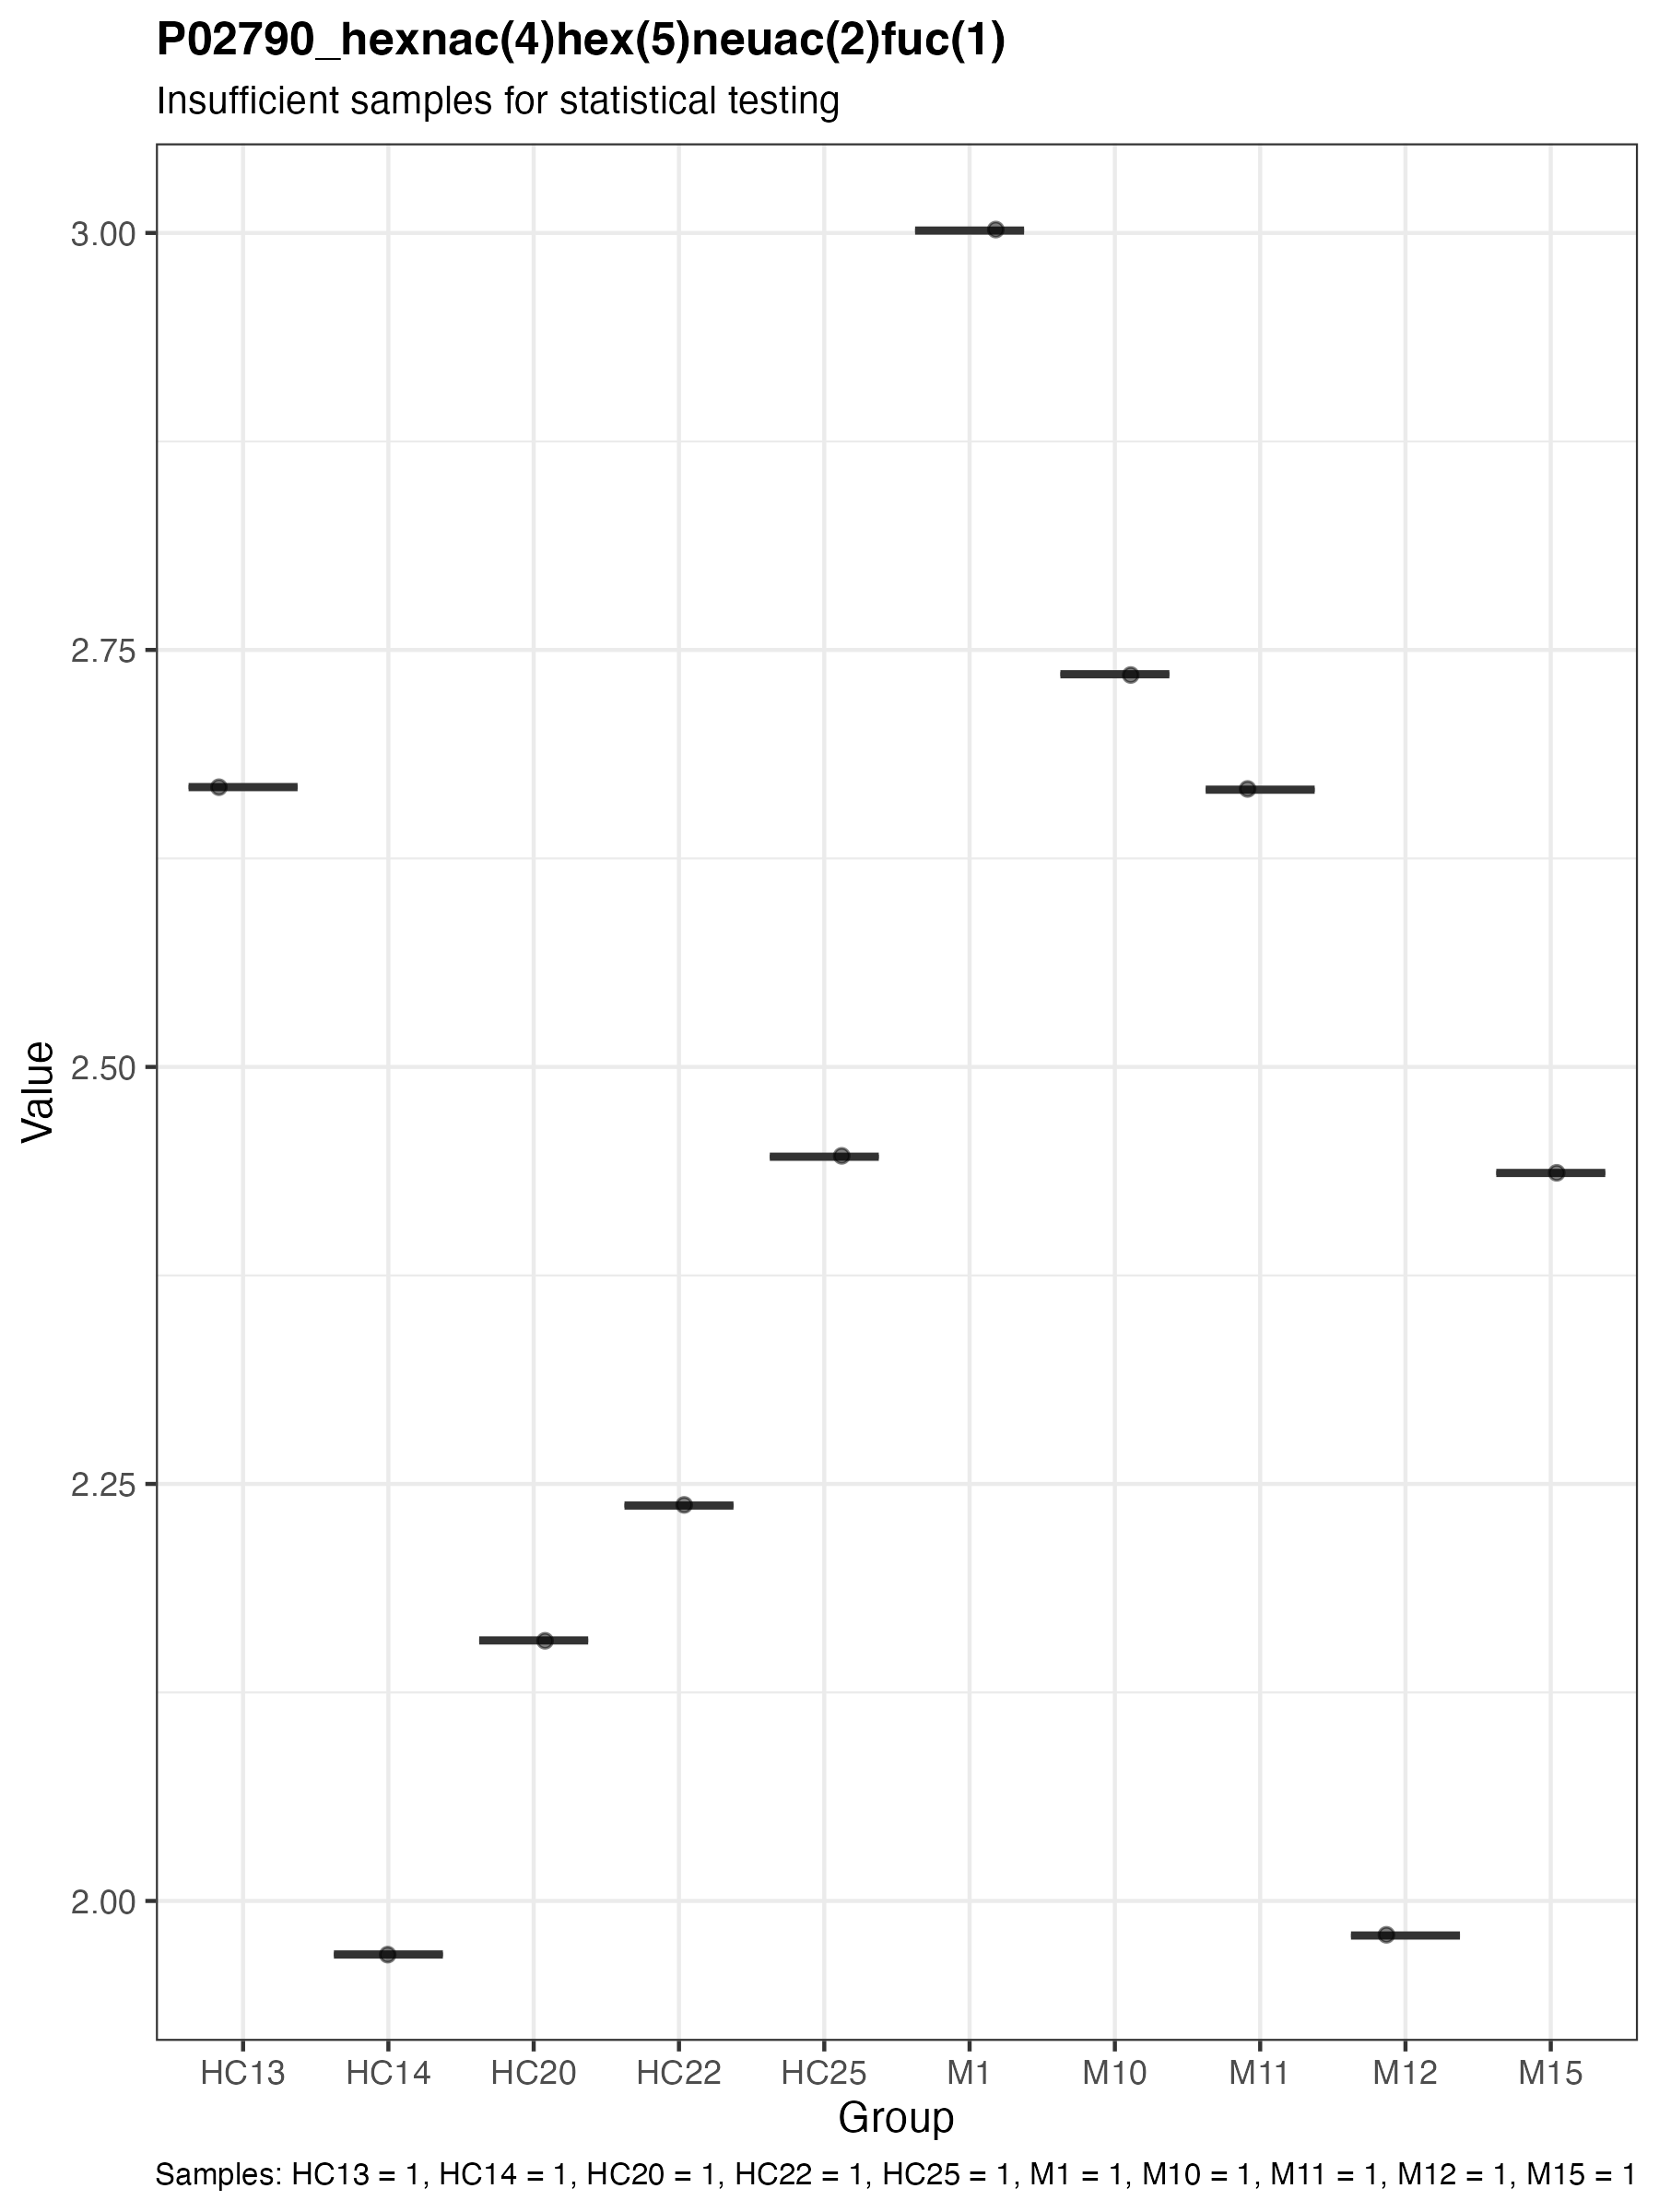 P02790_hexnac(4)hex(5)neuac(2)fuc(1)
Insufficient samples for statistical testing
Value
3.00
2.75
2.50
2.25
2.00
HC13 HC14 HC20 HC22 HC25 M1 M10 M11 M12 M15
Group
Samples: HC13 = 1, HC14 = 1, HC20 = 1, HC22 = 1, HC25 = 1, M1 = 1, M10 = 1, M11 = 1, M12 = 1, M15 = 1